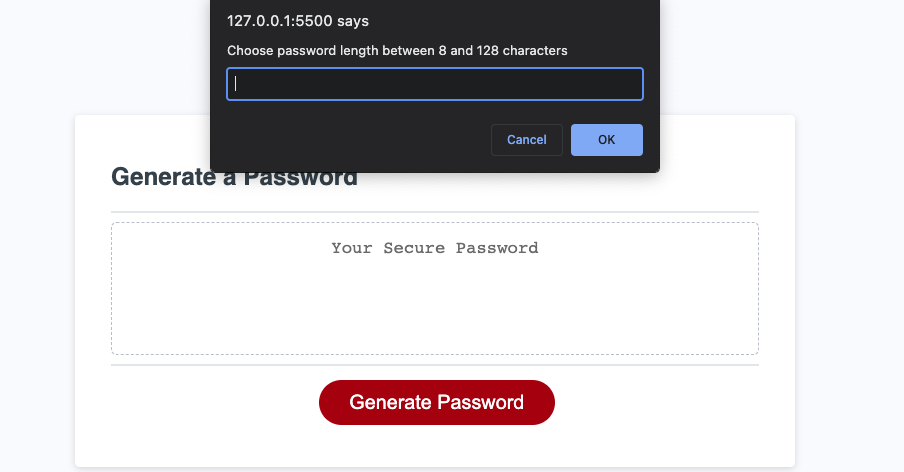 127.0.0.1:5500 says
Choose password length between 8 and 128 characters
Cancel
OK
Generate a Password
Your Secure Password
Generate Password